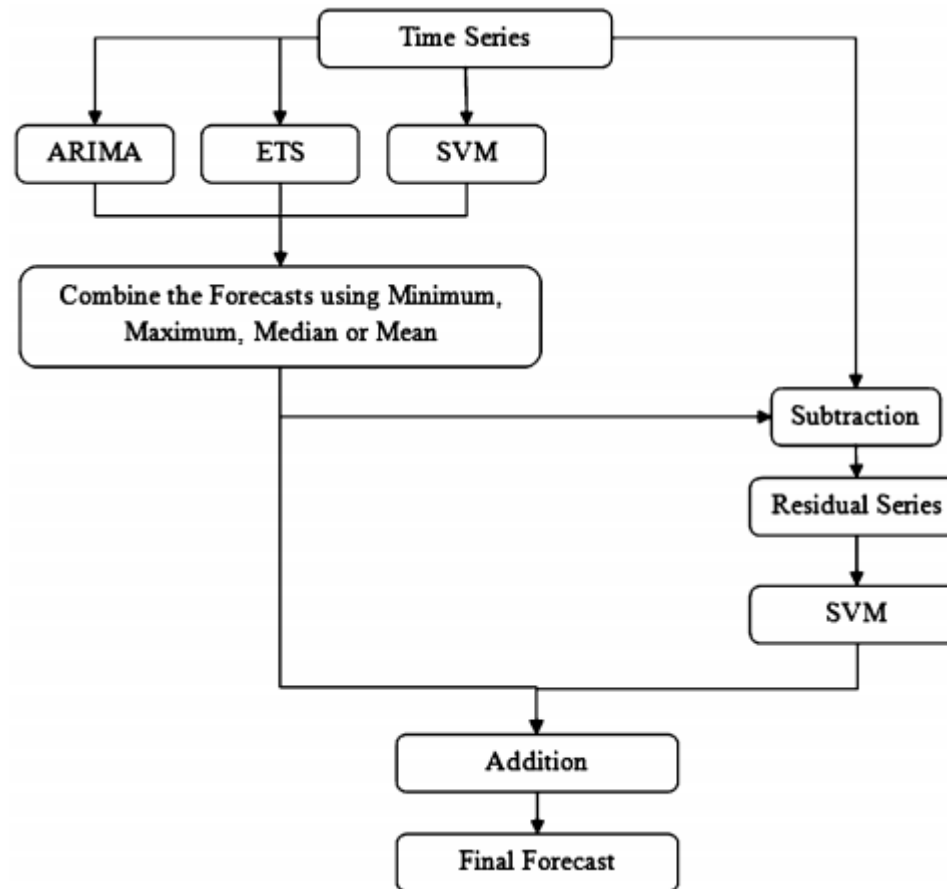 Time Series
ARIMA
ETS
SVM
Combine the Forecasts using Minimum,
Maximum, Median or Mean
Subtraction
Residual Series
SVM
Addition
Final Forecast